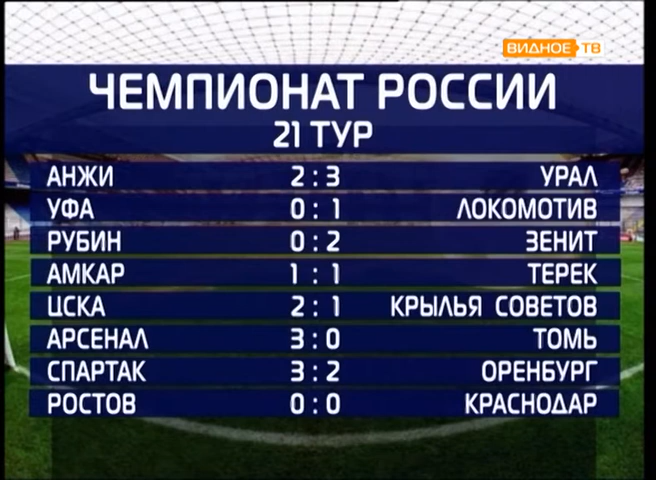 ВИДНОЕ ТВ
ЧЕМПИОНАТ РОССИИ
21 ТУР
АНЖИ 2:3 УРАЛ
УФА 0:1 ЛОКОМОТИВ
РУБИН 0:2 ЗЕНИТ
АМКАР 1:1 ТЕРЕК
ЦСКА 2:1 КРЫЛЬЯ СОВЕТОВ
АРСЕНАЛ 3:0 ТОМЬ
СПАРТАК 3:2 ОРЕНБУРГ
РОСТОВ 0:0 КРАСНОДАР